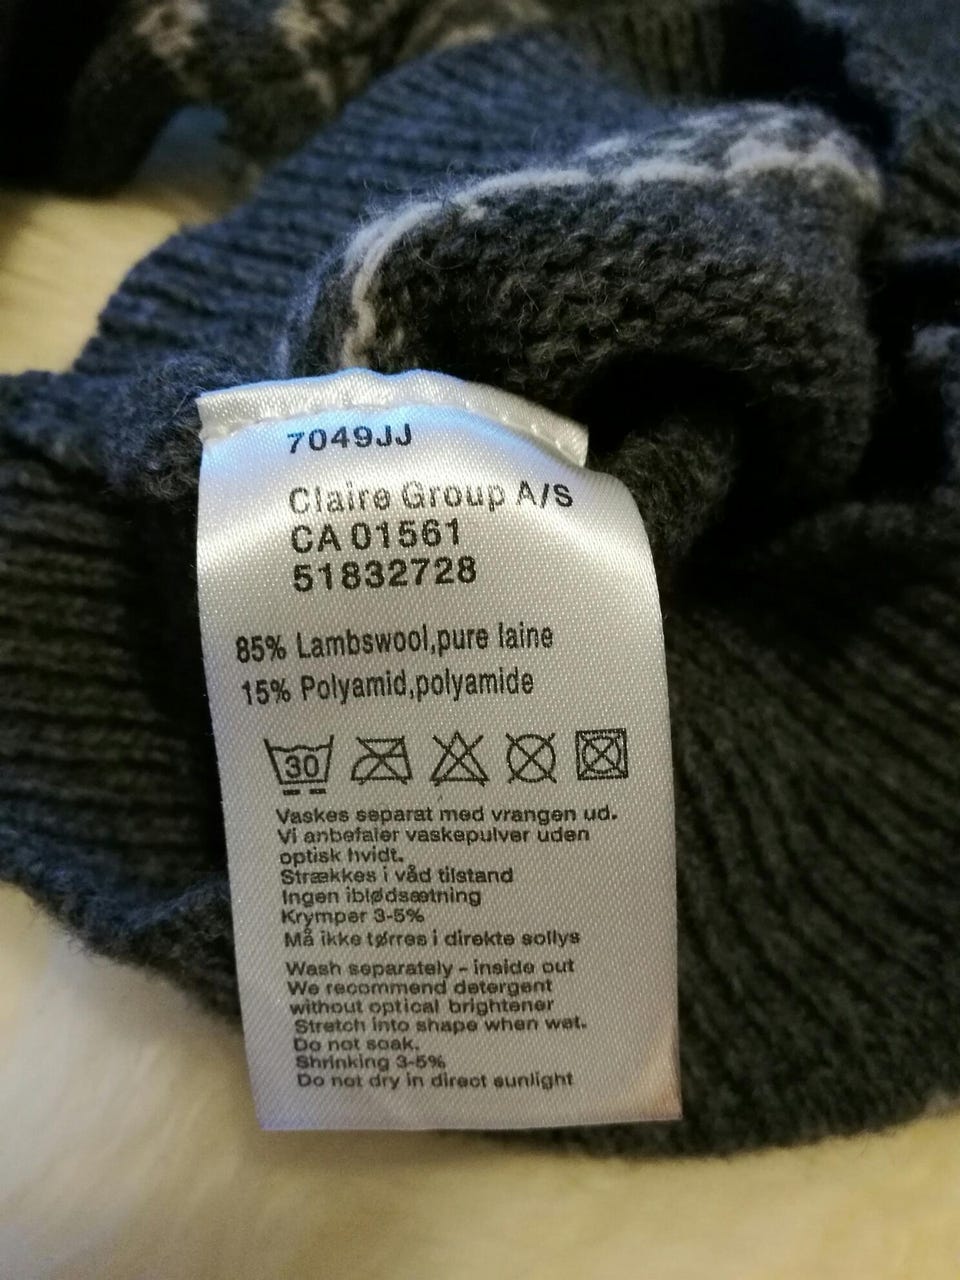 7049JJ
Claire Group A/S
CA 01561
51832728
85% Lambswool,pure laine
15% Polyamid,polyamide
30
Vaskes separat med vrangen ud.
Vi anbefaler vaskepulver uden
optisk hvidt.
Strækkes i våd tilstand
Ingen iblødsætning
Krymper 3-5%
Må ikke tørres i direkte sollys
Wash separately - inside out
We recommend detergent
without optical brightener
Stretch into shape when wet.
Do not soak.
Shrinking 3-5%
Do not dry in direct sunlight